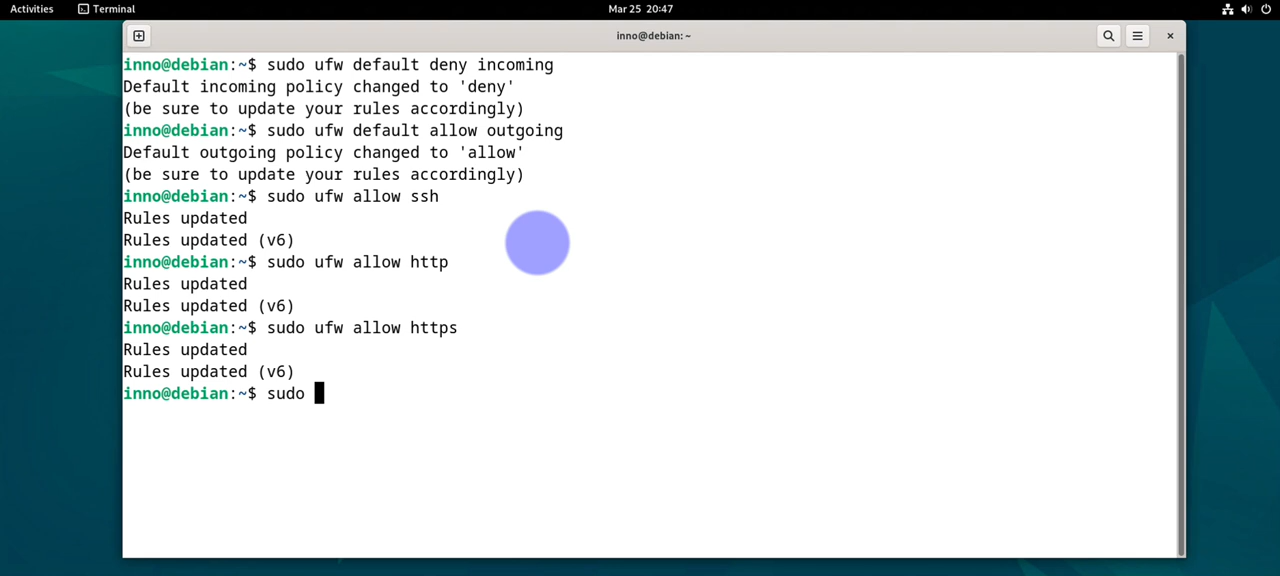 Activities Terminal Mar 25 20:47
inno@debian: ~
inno@debian:~$ sudo ufw default deny incoming
Default incoming policy changed to 'deny'
(be sure to update your rules accordingly)
inno@debian:~$ sudo ufw default allow outgoing
Default outgoing policy changed to 'allow'
(be sure to update your rules accordingly)
inno@debian:~$ sudo ufw allow ssh
Rules updated
Rules updated (v6)
inno@debian:~$ sudo ufw allow http
Rules updated
Rules updated (v6)
inno@debian:~$ sudo ufw allow https
Rules updated
Rules updated (v6)
inno@debian:~$ sudo